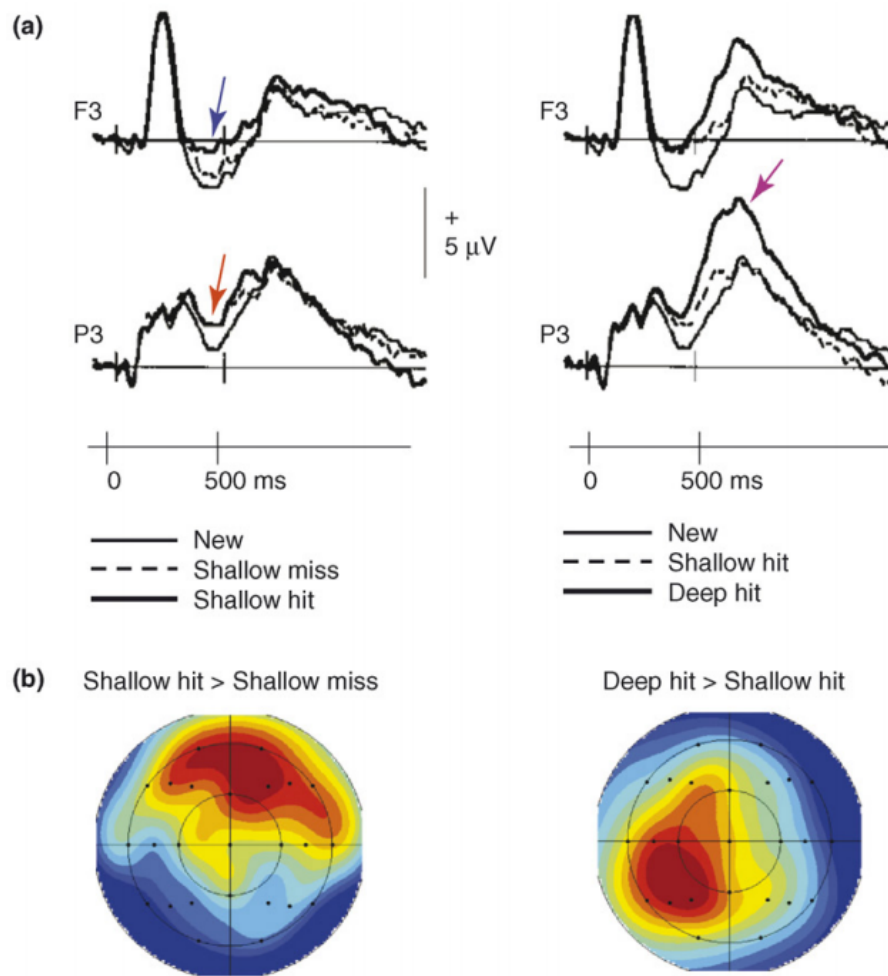 (a)
F3
F3
+
5 μV
P3
P3
0 500 ms
0 500 ms
New
Shallow miss
Shallow hit
New
Shallow hit
Deep hit
(b)
Shallow hit > Shallow miss
Deep hit > Shallow hit